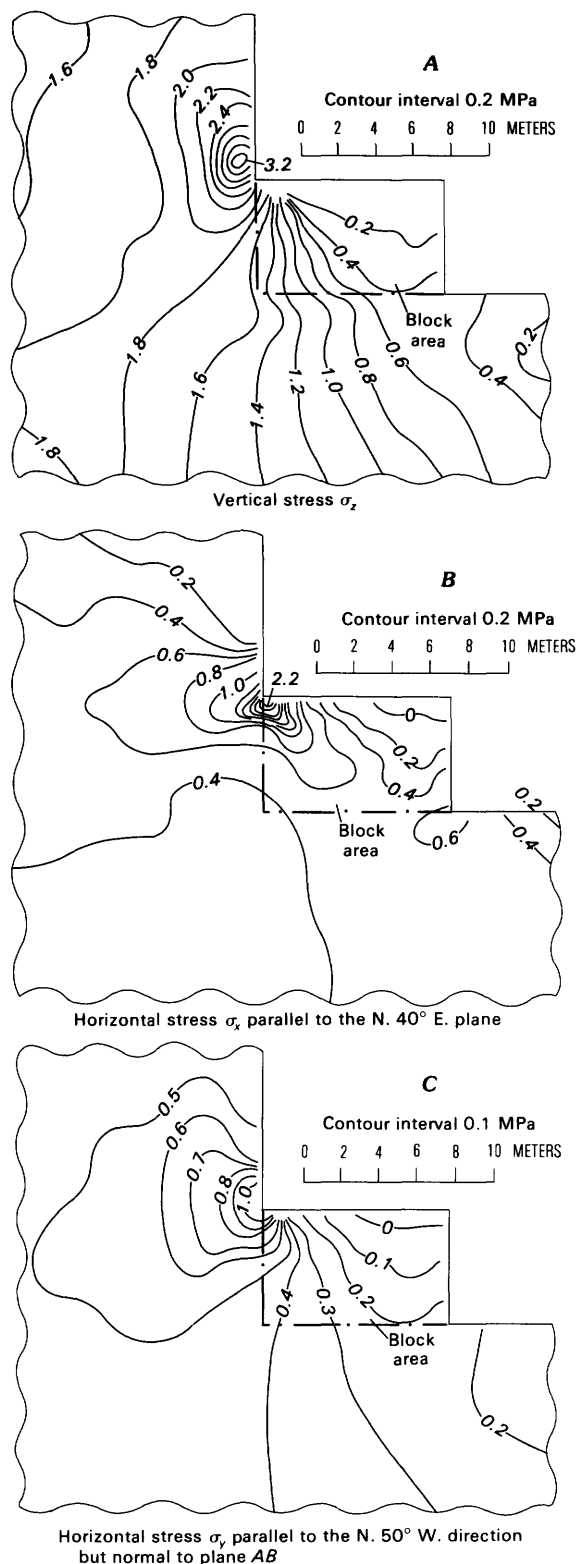 A
Contour interval 0.2 MPa
0 2 4 6 8 10 METERS
1.6
1.8
2.0
2.2
2.4
3.2
0.2
0.4
Block
area
0.2
0.4
0.6
0.8
1.0
1.2
1.4
1.6
1.8
1.8
Vertical stress σz
B
Contour interval 0.2 MPa
0 2 4 6 8 10 METERS
0.2
0.4
0.6
0.8
1.0
2.2
0
0.2
0.4
0.4
Block
area
0.6
0.2
0.4
Horizontal stress σx parallel to the N. 40° E. plane
C
Contour interval 0.1 MPa
0 2 4 6 8 10 METERS
0.5
0.6
0.7
0.8
1.0
0
0.1
0.2
0.3
0.4
Block
area
0.2
Horizontal stress σy parallel to the N. 50° W. direction
but normal to plane AB